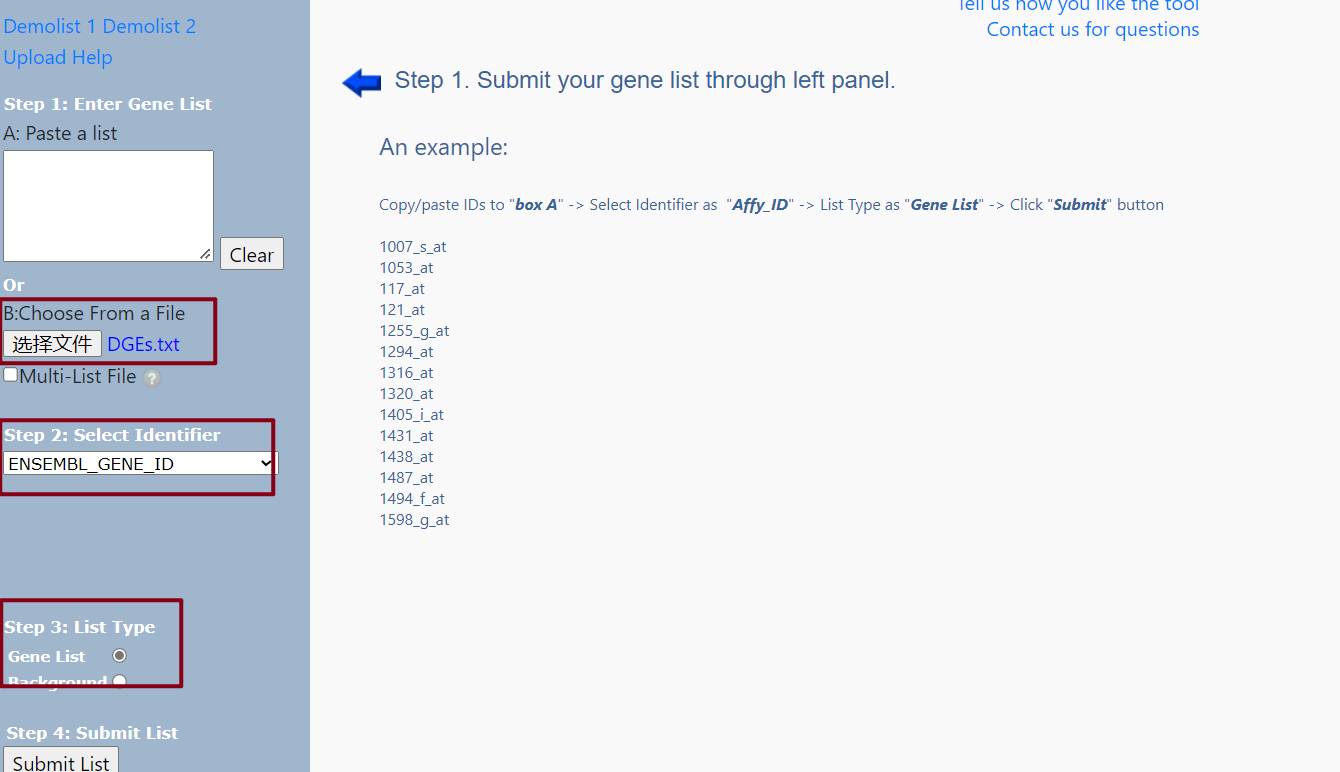 Demolist 1 Demolist 2
Upload Help
Step 1: Enter Gene List
A: Paste a list
Clear
Or
B:Choose From a File
选择文件 DGEs.txt
Multi-List File ?
Step 2: Select Identifier
ENSEMBL_GENE_ID
Step 3: List Type
Gene List
Background
Step 4: Submit List
Submit List
Tell us how you like the tool
Contact us for questions
Step 1. Submit your gene list through left panel.
An example:
Copy/paste IDs to "box A" -> Select Identifier as "Affy_ID" -> List Type as "Gene List" -> Click "Submit" button
1007_s_at
1053_at
117_at
121_at
1255_g_at
1294_at
1316_at
1320_at
1405_i_at
1431_at
1438_at
1487_at
1494_f_at
1598_g_at